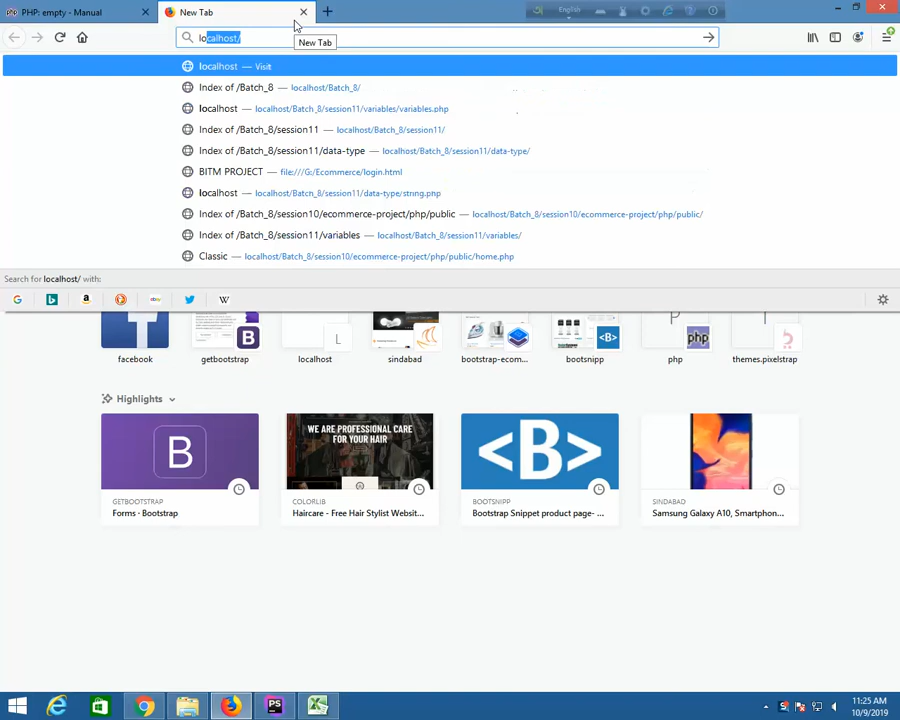 PHP: empty - Manual
New Tab
English
localhost/
New Tab
localhost — Visit
Index of /Batch_8 — localhost/Batch_8/
localhost — localhost/Batch_8/session11/variables/variables.php
Index of /Batch_8/session11 — localhost/Batch_8/session11/
Index of /Batch_8/session11/data-type — localhost/Batch_8/session11/data-type/
BITM PROJECT — file:///G:/Ecommerce/login.html
localhost — localhost/Batch_8/session11/data-type/strıng.php
Index of /Batch_8/session10/ecommerce-project/php/public — localhost/Batch_8/session10/ecommerce-project/php/public/
Index of /Batch_8/session11/variables — localhost/Batch_8/session11/variables/
Classic — localhost/Batch_8/session10/ecommerce-project/php/public/home.php
Search for localhost/ with:
facebook
getbootstrap
localhost
sindabad
bootstrap-ecom...
bootsnipp
php
themes.pixelstrap
Highlights
WE ARE PROFESSIONAL CARE
FOR YOUR HAIR
GETBOOTSTRAP
Forms · Bootstrap
COLORLIB
Haircare - Free Hair Stylist Websit...
BOOTSNIPP
Bootstrap Snippet product page- ...
SINDABAD
Samsung Galaxy A10, Smartphon...
11:25 AM
10/9/2019